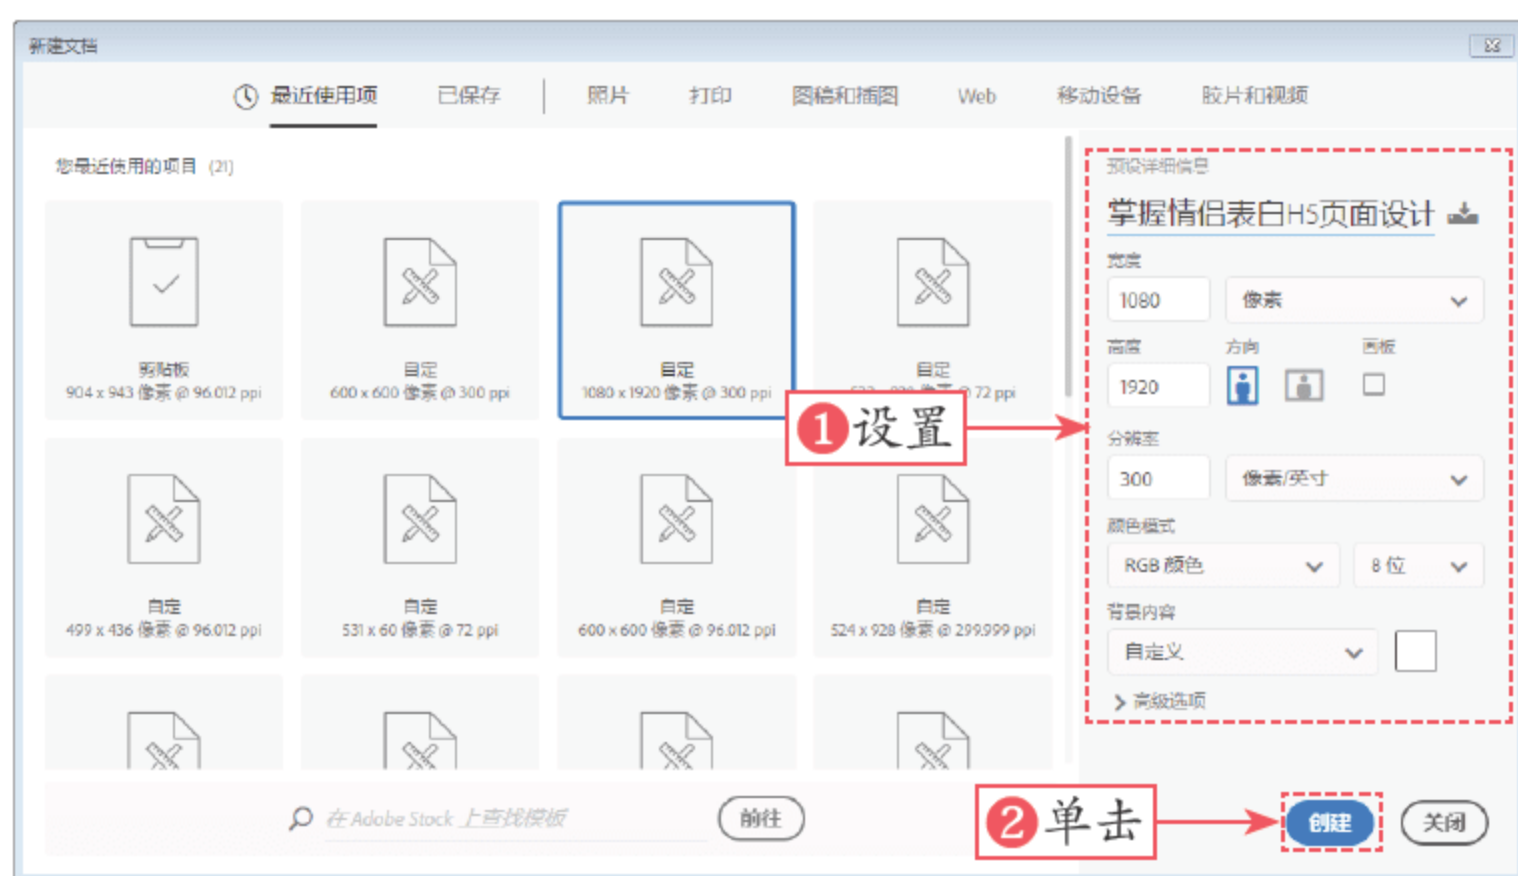 新建文档
最近使用项 已保存 照片 打印 图稿和插图 Web 移动设备 胶片和视频
您最近使用的项目 (21)
剪贴板
904 x 943 像素 @ 96.012 ppi
自定
600 x 600 像素 @ 300 ppi
自定
1080 x 1920 像素 @ 300 ppi
自定
72 ppi
自定
499 x 436 像素 @ 96.012 ppi
自定
531 x 60 像素 @ 72 ppi
自定
600 x 600 像素 @ 96.012 ppi
自定
524 x 928 像素 @ 299.999 ppi
在 Adobe Stock 上查找模板
前往
1 设置
预设详细信息
掌握情侣表白H5页面设计
宽度
1080 像素
高度 方向 画板
1920
分辨率
300 像素/英寸
颜色模式
RGB 颜色 8 位
背景内容
自定义
高级选项
2 单击
创建 关闭